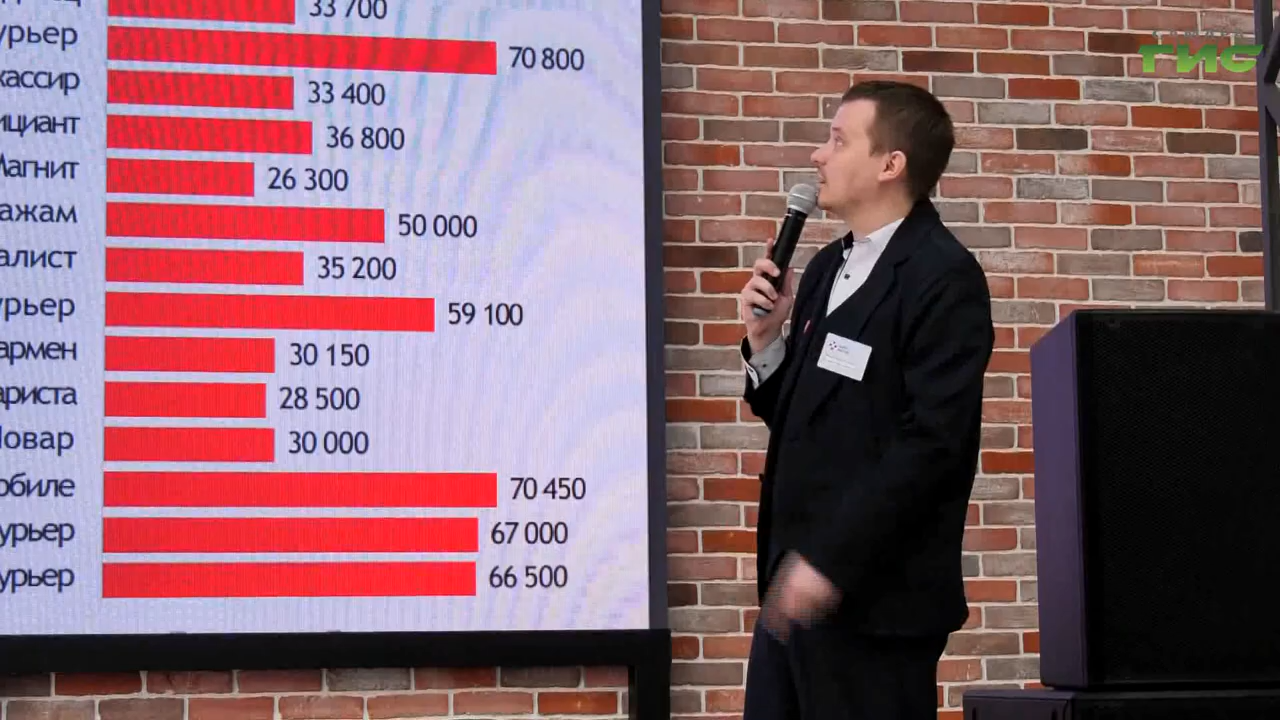 33 700
урьер 70 800
кассир 33 400
ициант 36 800
Магнит 26 300
ажам 50 000
алист 35 200
урьер 59 100
армен 30 150
ариста 28 500
Повар 30 000
обиле 70 450
урьер 67 000
урьер 66 500
САМАРА
ГИС